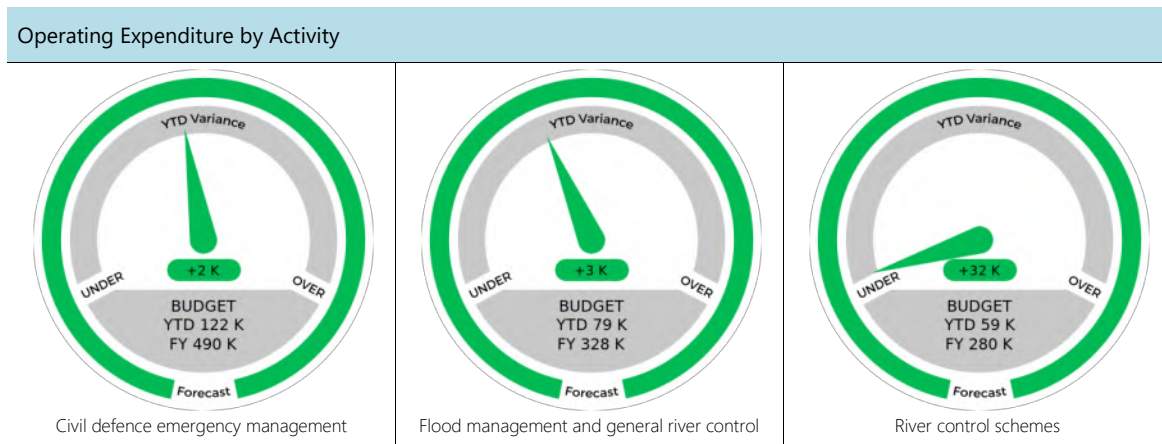 Operating Expenditure by Activity
YTD Variance
+2 K
UNDER
OVER
BUDGET
YTD 122 K
FY 490 K
Forecast
Civil defence emergency management
YTD Variance
+3 K
UNDER
OVER
BUDGET
YTD 79 K
FY 328 K
Forecast
Flood management and general river control
YTD Variance
+32 K
UNDER
OVER
BUDGET
YTD 59 K
FY 280 K
Forecast
River control schemes